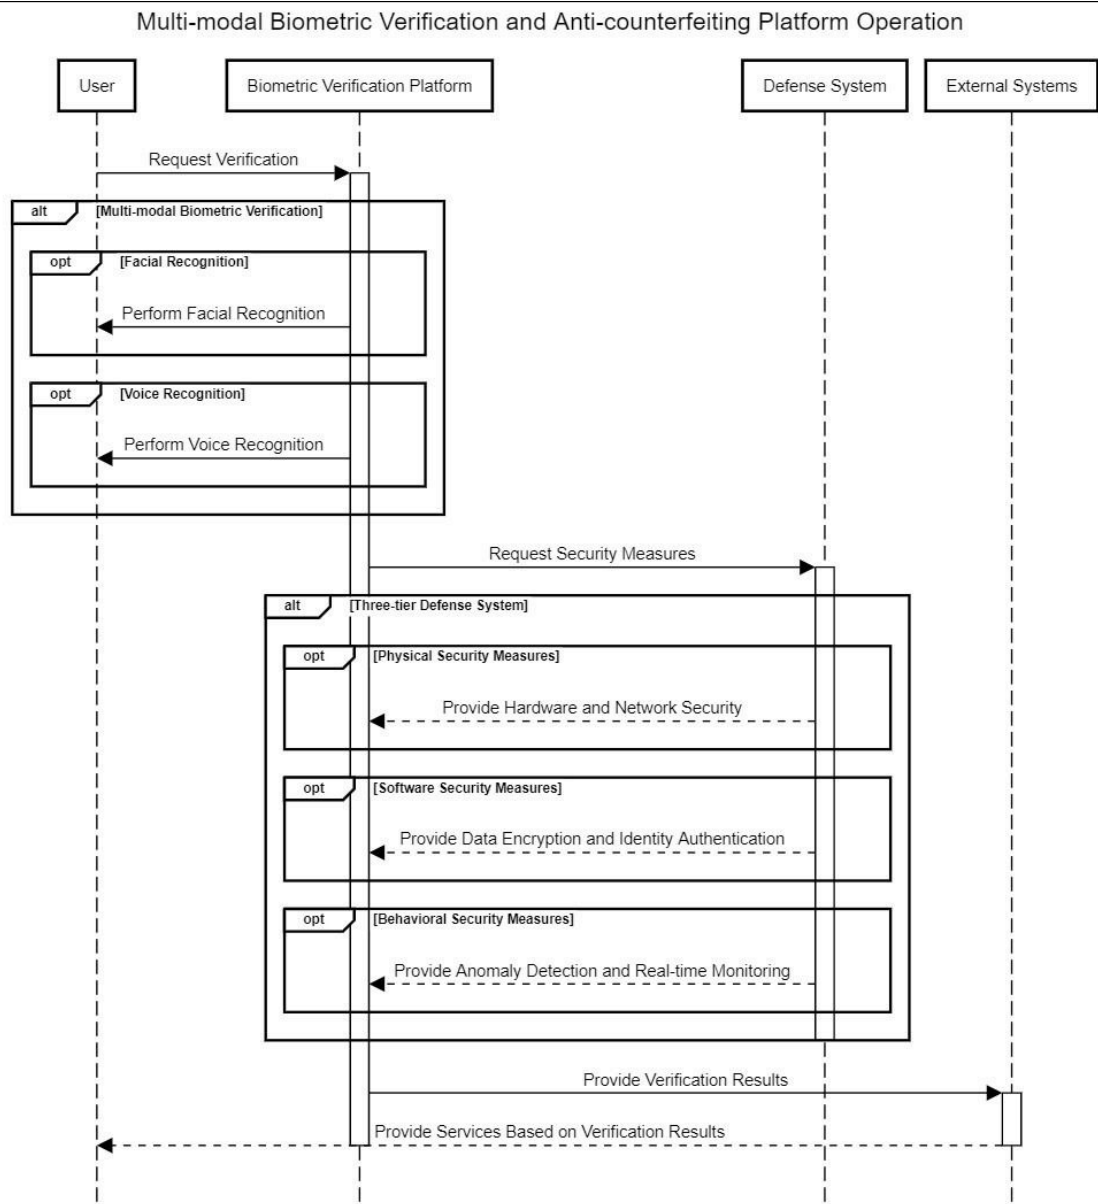 Multi-modal Biometric Verification and Anti-counterfeiting Platform Operation
User
Biometric Verification Platform
Defense System
External Systems
Request Verification
alt
[Multi-modal Biometric Verification]
opt
[Facial Recognition]
Perform Facial Recognition
opt
[Voice Recognition]
Perform Voice Recognition
Request Security Measures
alt
[Three-tier Defense System]
opt
[Physical Security Measures]
Provide Hardware and Network Security
opt
[Software Security Measures]
Provide Data Encryption and Identity Authentication
opt
[Behavioral Security Measures]
Provide Anomaly Detection and Real-time Monitoring
Provide Verification Results
Provide Services Based on Verification Results